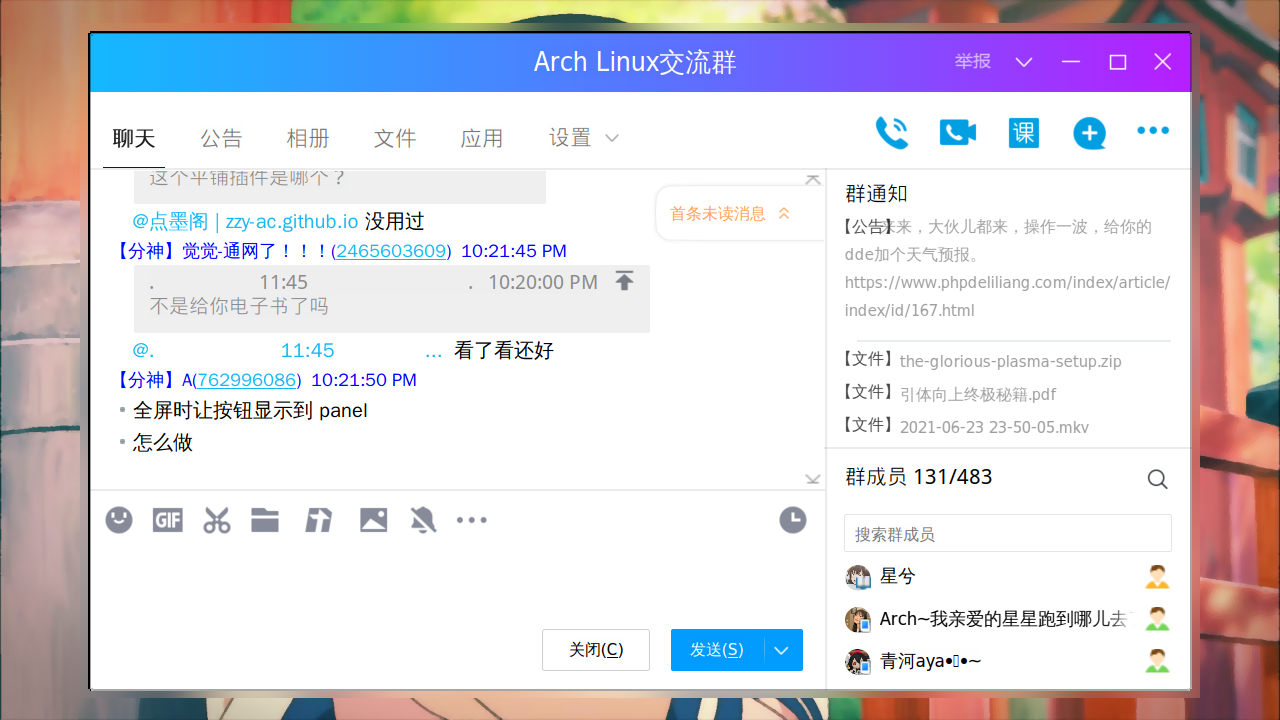 Arch Linux交流群
举报
聊天 公告 相册 文件 应用 设置
课
这个平铺插件是哪个？
首条未读消息
@点墨阁 | zzy-ac.github.io 没用过
【分神】觉觉-通网了！！！(2465603609) 10:21:45 PM
. 11:45 . 10:20:00 PM
不是给你电子书了吗
@. 11:45 ... 看了看还好
【分神】A(762996086) 10:21:50 PM
全屏时让按钮显示到 panel
怎么做
GIF
关闭(C) 发送(S)
群通知
【公告】来来，大伙儿都来，操作一波，给你的
dde加个天气预报。
https://www.phpdeliliang.com/index/article/
index/id/167.html
【文件】the-glorious-plasma-setup.zip
【文件】引体向上终极秘籍.pdf
【文件】2021-06-23 23-50-05.mkv
群成员 131/483
搜索群成员
星兮
Arch~我亲爱的星星跑到哪儿去
青河aya•͈•~